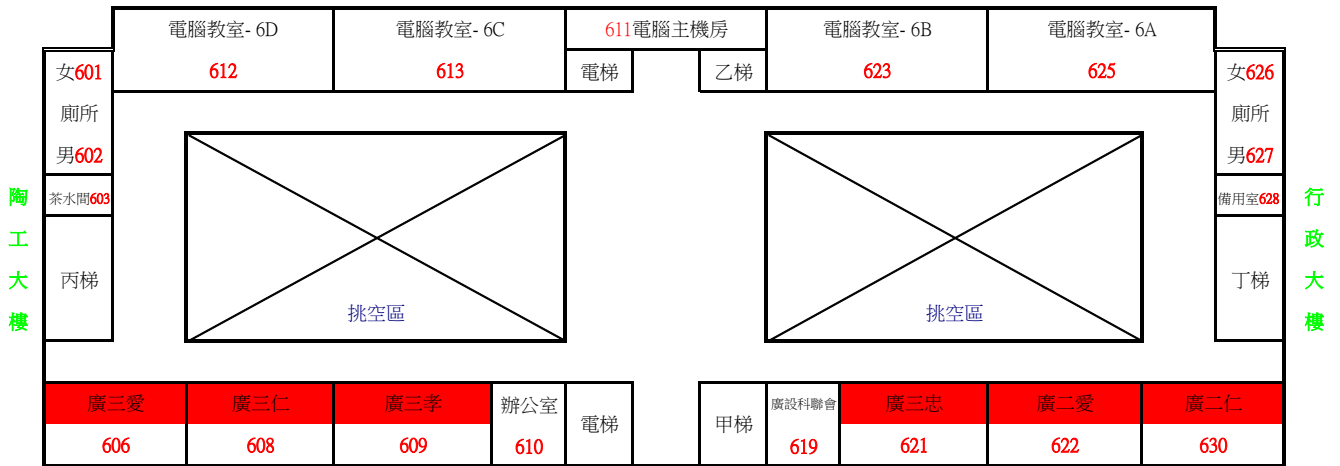 電腦教室- 6D
電腦教室- 6C
611電腦主機房
電腦教室- 6B
電腦教室- 6A
612
613
電梯
乙梯
623
625
女601
廁所
男602
茶水間603
丙梯
陶工大樓
挑空區
挑空區
女626
廁所
男627
備用室628
丁梯
行政大樓
廣三愛
廣三仁
廣三孝
辦公室
電梯
甲梯
廣設科聯會
廣三忠
廣二愛
廣二仁
606
608
609
610
619
621
622
630